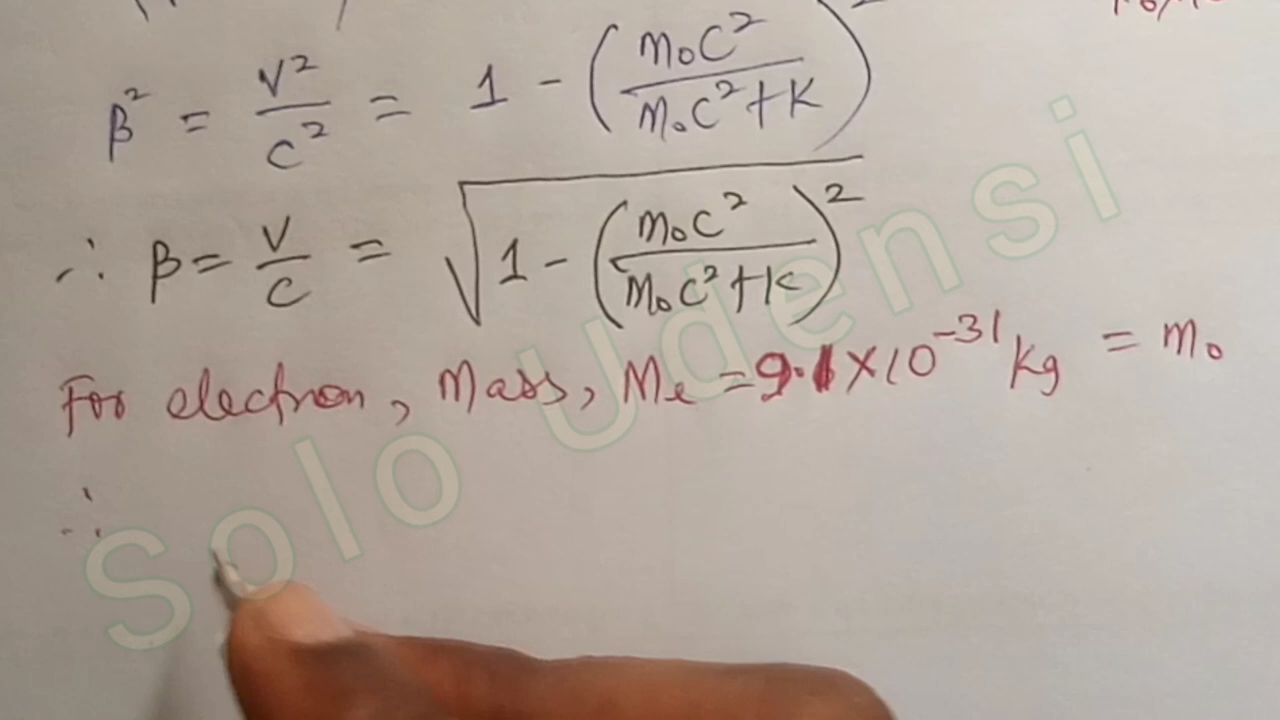 β² = V²/C² = 1 - (m₀C²/(m₀C²+K))²
∴ β = V/C = √(1 - (m₀C²/(m₀C²+K))²)
For electron, Mass, Me = 9.1×10⁻³¹ Kg = m₀
∴
Solo Udensi